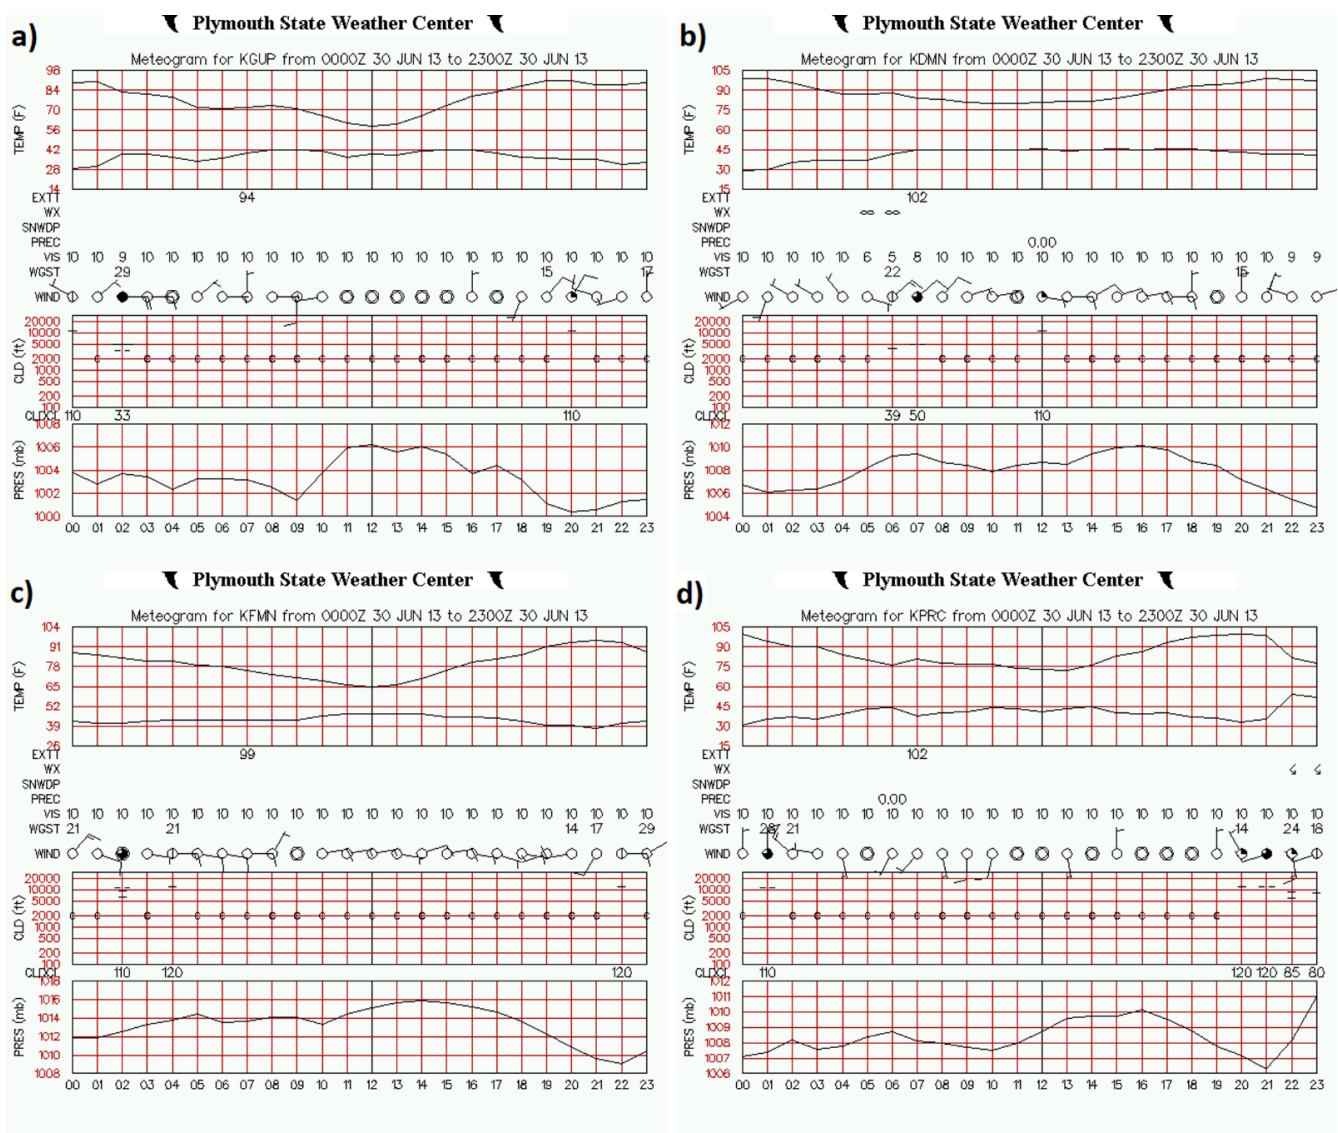 a)
Plymouth State Weather Center
Meteogram for KGUP from 0000Z 30 JUN 13 to 2300Z 30 JUN 13
98
84
70
56
42
28
14
TEMP (F)
EXTT 94
WX
SNWDP
PREC
VIS 10 10 9 10 10 10 10 10 10 10 10 10 10 10 10 10 10 10 10 10 10 10 10 10
WGST 29 15 17
WIND
20000
10000
5000
2000
1000
500
200
100
CLD (ft)
CLDCL 110 33 110
1008
1006
1004
1002
1000
PRES (mb)
00 01 02 03 04 05 06 07 08 09 10 11 12 13 14 15 16 17 18 19 20 21 22 23
b)
Plymouth State Weather Center
Meteogram for KDMN from 0000Z 30 JUN 13 to 2300Z 30 JUN 13
105
90
75
60
45
30
15
TEMP (F)
EXTT 102
WX
SNWDP
PREC 0.00
VIS 10 10 10 10 10 6 5 8 10 10 10 10 10 10 10 10 10 10 10 10 10 10 9 9
WGST 22 15
WIND
20000
10000
5000
2000
1000
500
200
100
CLD (ft)
CLDCL 39 50 110
1012
1010
1008
1006
1004
PRES (mb)
00 01 02 03 04 05 06 07 08 09 10 11 12 13 14 15 16 17 18 19 20 21 22 23
c)
Plymouth State Weather Center
Meteogram for KFMN from 0000Z 30 JUN 13 to 2300Z 30 JUN 13
104
91
78
65
52
39
26
TEMP (F)
EXTT 99
WX
SNWDP
PREC
VIS 10 10 10 10 10 10 10 10 10 10 10 10 10 10 10 10 10 10 10 10 10 10 10 10
WGST 21 21 14 17 29
WIND
20000
10000
5000
2000
1000
500
200
100
CLD (ft)
CLDCL 110 120 120
1018
1016
1014
1012
1010
1008
PRES (mb)
00 01 02 03 04 05 06 07 08 09 10 11 12 13 14 15 16 17 18 19 20 21 22 23
d)
Plymouth State Weather Center
Meteogram for KPRC from 0000Z 30 JUN 13 to 2300Z 30 JUN 13
105
90
75
60
45
30
15
TEMP (F)
EXTT 102
WX
SNWDP
PREC 0.00
VIS 10 10 10 10 10 10 10 10 10 10 10 10 10 10 10 10 10 10 10 10 10 10 10 10
WGST 21 14 24 18
WIND
20000
10000
5000
2000
1000
500
200
100
CLD (ft)
CLDCL 110 120 120 85 80
1012
1011
1010
1009
1008
1007
1006
PRES (mb)
00 01 02 03 04 05 06 07 08 09 10 11 12 13 14 15 16 17 18 19 20 21 22 23